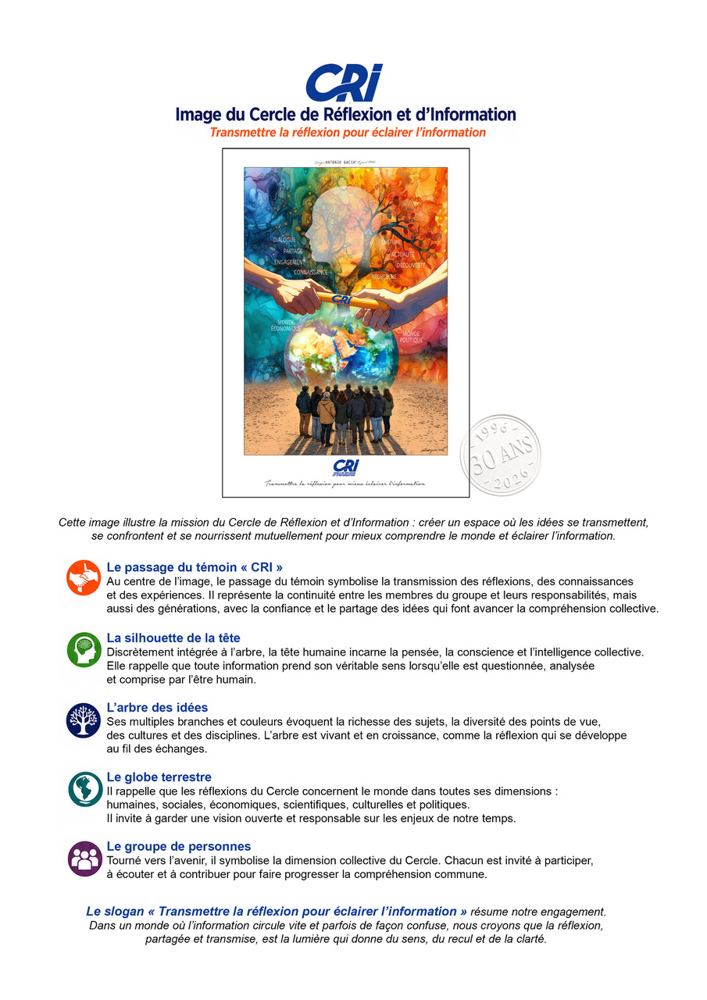 CRi
Image du Cercle de Réflexion et d’Information
Transmettre la réflexion pour éclairer l’information
ANTONIO GACIA
DIALOGUE
PARTAGE
ENGAGEMENT
CONNAISSANCE
CULTURE
ACTUALITÉ
DÉCOUVERTE
RECHERCHE
CRi
MONDE
ÉCONOMIQUE
MONDE
POLITIQUE
CRi
CERCLE DE RÉFLEXION
ET D'INFORMATION
Transmettre la réflexion pour mieux éclairer l'information
- 1996 -
30 ANS
- 2026 -
Cette image illustre la mission du Cercle de Réflexion et d’Information : créer un espace où les idées se transmettent,
se confrontent et se nourrissent mutuellement pour mieux comprendre le monde et éclairer l’information.
Le passage du témoin « CRI »
Au centre de l’image, le passage du témoin symbolise la transmission des réflexions, des connaissances
et des expériences. Il représente la continuité entre les membres du groupe et leurs responsabilités, mais
aussi des générations, avec la confiance et le partage des idées qui font avancer la compréhension collective.
La silhouette de la tête
Discrètement intégrée à l’arbre, la tête humaine incarne la pensée, la conscience et l’intelligence collective.
Elle rappelle que toute information prend son véritable sens lorsqu’elle est questionnée, analysée
et comprise par l’être humain.
L’arbre des idées
Ses multiples branches et couleurs évoquent la richesse des sujets, la diversité des points de vue,
des cultures et des disciplines. L’arbre est vivant et en croissance, comme la réflexion qui se développe
au fil des échanges.
Le globe terrestre
Il rappelle que les réflexions du Cercle concernent le monde dans toutes ses dimensions :
humaines, sociales, économiques, scientifiques, culturelles et politiques.
Il invite à garder une vision ouverte et responsable sur les enjeux de notre temps.
Le groupe de personnes
Tourné vers l’avenir, il symbolise la dimension collective du Cercle. Chacun est invité à participer,
à écouter et à contribuer pour faire progresser la compréhension commune.
Le slogan « Transmettre la réflexion pour éclairer l’information » résume notre engagement.
Dans un monde où l’information circule vite et parfois de façon confuse, nous croyons que la réflexion,
partagée et transmise, est la lumière qui donne du sens, du recul et de la clarté.